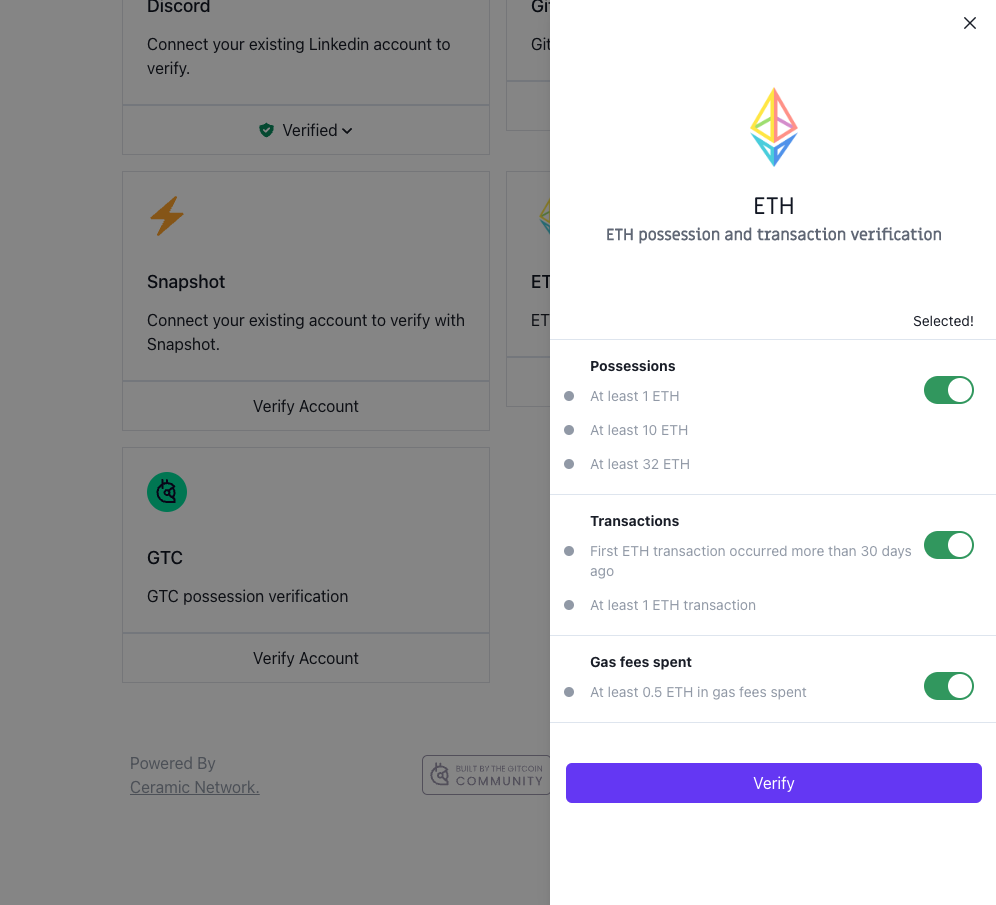 Discord
Connect your existing Linkedin account to
verify.
Verified
Snapshot
Connect your existing account to verify with
Snapshot.
Verify Account
GTC
GTC possession verification
Verify Account
Powered By
Ceramic Network.
BUILT BY THE GITCOIN
COMMUNITY
ETH
ETH possession and transaction verification
Selected!
Possessions
At least 1 ETH
At least 10 ETH
At least 32 ETH
Transactions
First ETH transaction occurred more than 30 days
ago
At least 1 ETH transaction
Gas fees spent
At least 0.5 ETH in gas fees spent
Verify